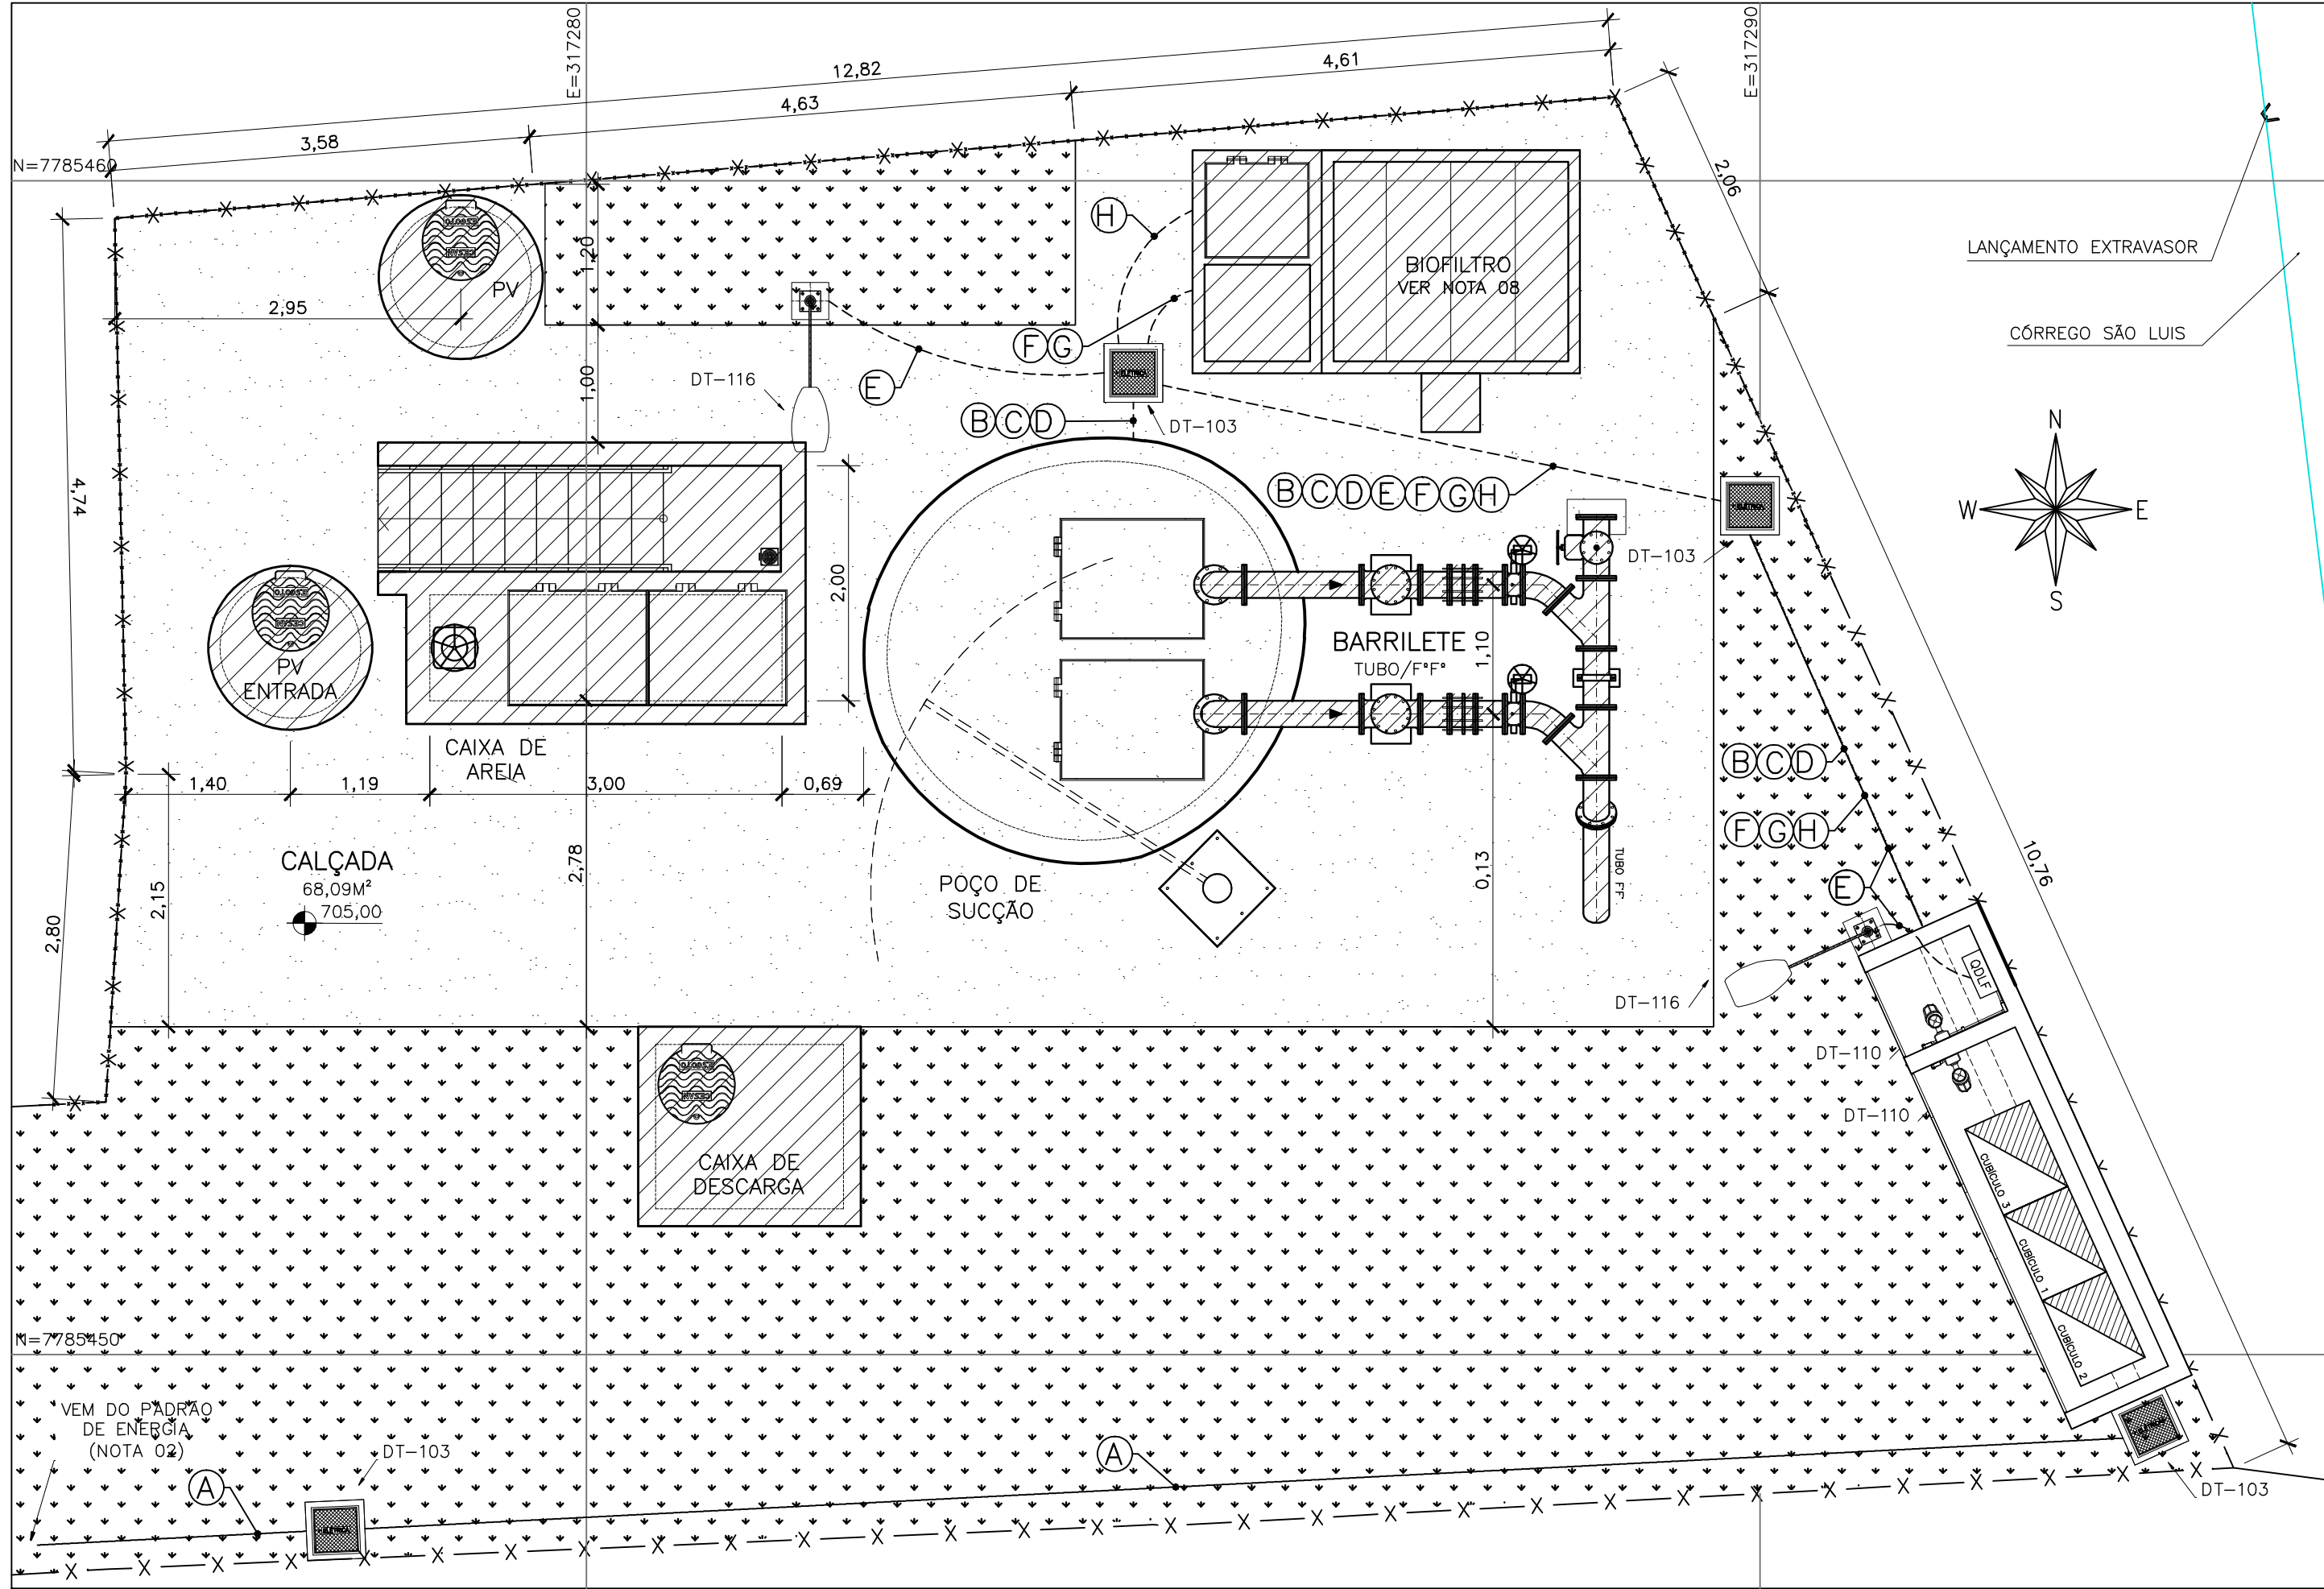 E=317280
E=317290
12,82
4,61
4,63
3,58
N=7785460
2,06
H
LANÇAMENTO EXTRAVASOR
BIOFILTRO
VER NOTA 08
1,20
PV
2,95
CÓRREGO SÃO LUIS
F G
E
DT-116
1,00
B C D
DT-103
N
W
E
S
4,74
B C D E F G H
DT-103
2,00
BARRILETE
TUBO/FºFº
1,10
PV
ENTRADA
CAIXA DE
AREIA
1,40
1,19
3,00
0,69
B C D
F G H
CALÇADA
68,09M²
705,00
2,15
2,78
2,80
POÇO DE
SUCÇÃO
0,13
TUBO FF
10,76
E
QDLF
DT-116
DT-110
DT-110
CAIXA DE
DESCARGA
CUBÍCULO 3
CUBÍCULO 1
CUBÍCULO 2
N=7785450
VEM DO PADRÃO
DE ENERGIA
(NOTA 02)
DT-103
A
A
DT-103